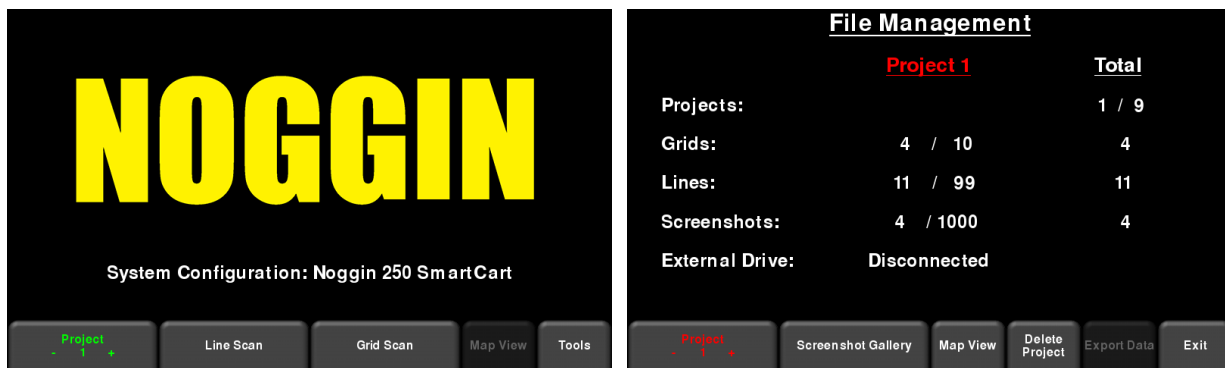 NOGGIN
System Configuration: Noggin 250 SmartCart
Project
- 1 +
Line Scan
Grid Scan
Map View
Tools
File Management
Project 1 Total
Projects: 1 / 9
Grids: 4 / 10 4
Lines: 11 / 99 11
Screenshots: 4 / 1000 4
External Drive: Disconnected
Project
- 1 +
Screenshot Gallery
Map View
Delete
Project
Export Data
Exit